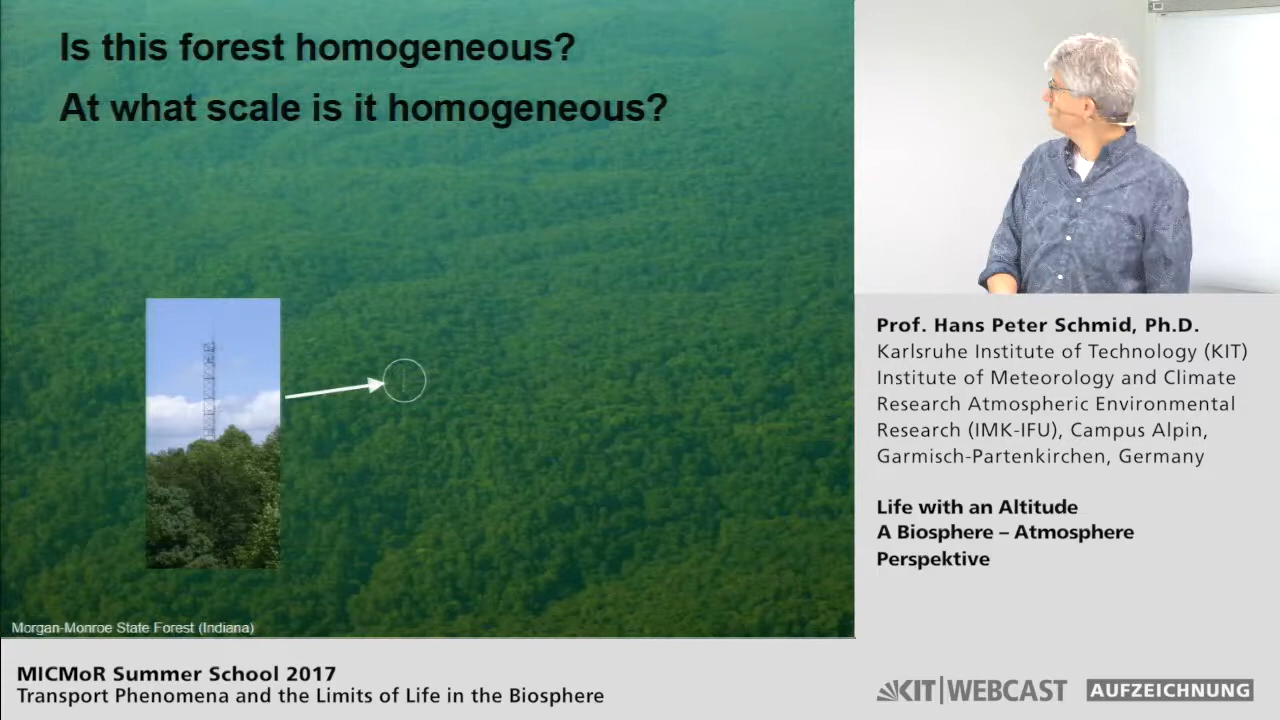 Is this forest homogeneous?
At what scale is it homogeneous?
Morgan-Monroe State Forest (Indiana)
Prof. Hans Peter Schmid, Ph.D.
Karlsruhe Institute of Technology (KIT)
Institute of Meteorology and Climate
Research Atmospheric Environmental
Research (IMK-IFU), Campus Alpin,
Garmisch-Partenkirchen, Germany
Life with an Altitude
A Biosphere – Atmosphere
Perspektive
MICMoR Summer School 2017
Transport Phenomena and the Limits of Life in the Biosphere
KIT|WEBCAST AUFZEICHNUNG